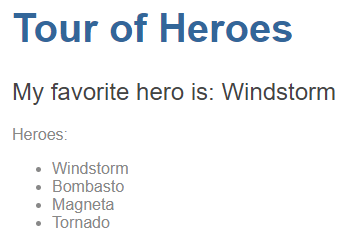 Tour of Heroes
My favorite hero is: Windstorm
Heroes:
Windstorm
Bombasto
Magneta
Tornado